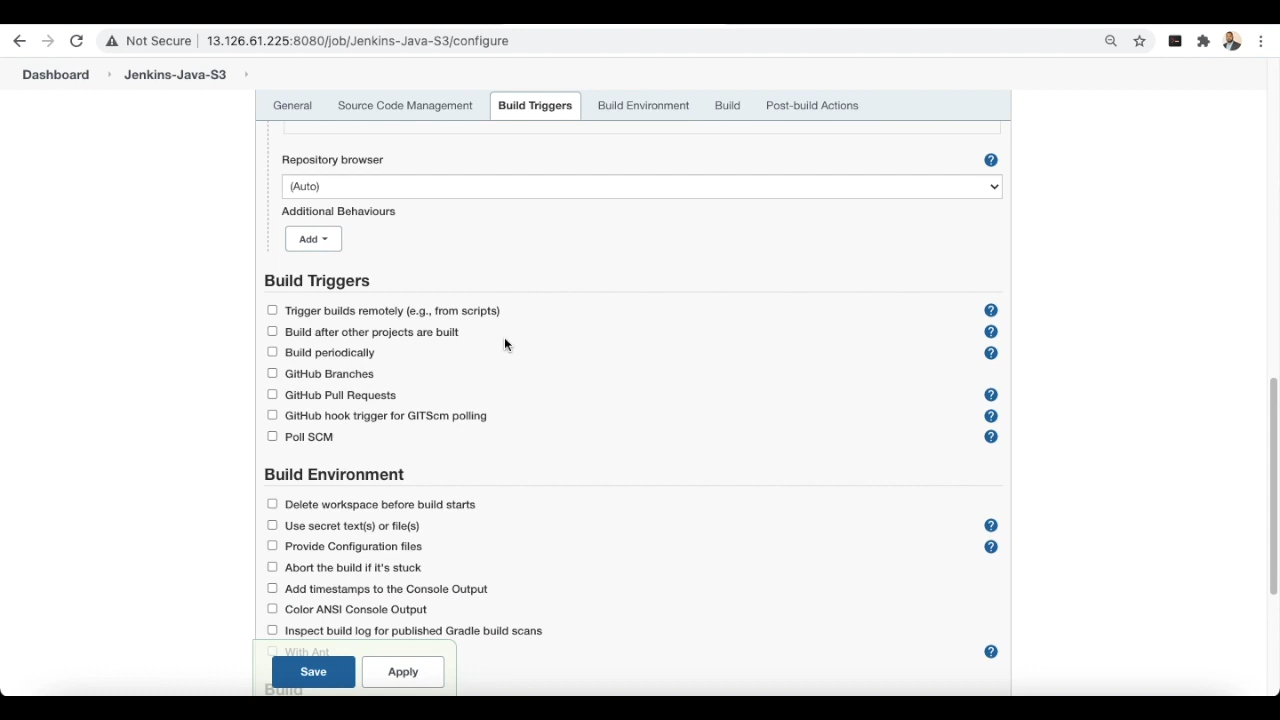 Not Secure 13.126.61.225:8080/job/Jenkins-Java-S3/configure
Dashboard Jenkins-Java-S3
General Source Code Management Build Triggers Build Environment Build Post-build Actions
Repository browser
(Auto)
Additional Behaviours
Add
Build Triggers
Trigger builds remotely (e.g., from scripts)
Build after other projects are built
Build periodically
GitHub Branches
GitHub Pull Requests
GitHub hook trigger for GITScm polling
Poll SCM
Build Environment
Delete workspace before build starts
Use secret text(s) or file(s)
Provide Configuration files
Abort the build if it's stuck
Add timestamps to the Console Output
Color ANSI Console Output
Inspect build log for published Gradle build scans
With Ant
Save Apply
Build